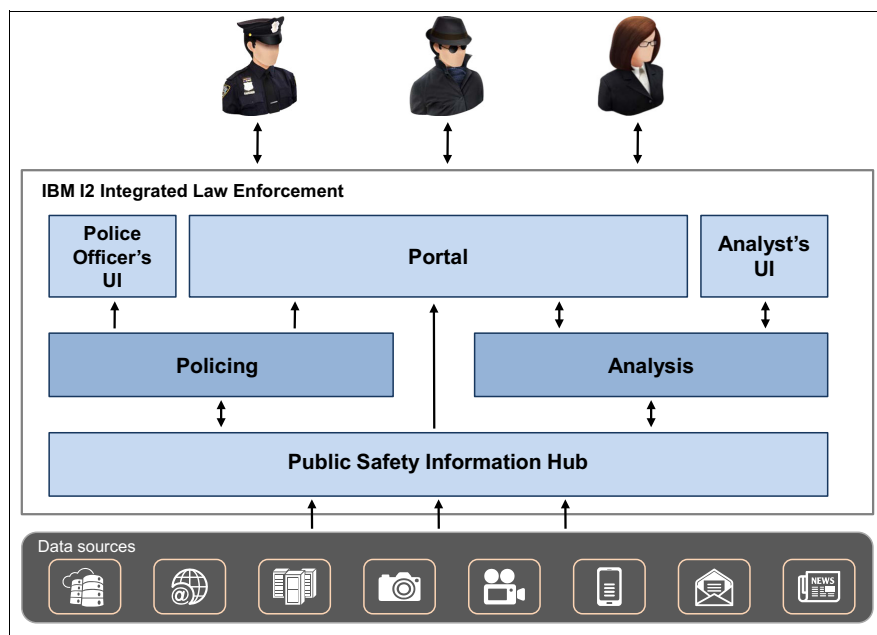 IBM I2 Integrated Law Enforcement
Police
Officer's
UI
Portal
Analyst's
UI
Policing
Analysis
Public Safety Information Hub
Data sources
@
NEWS